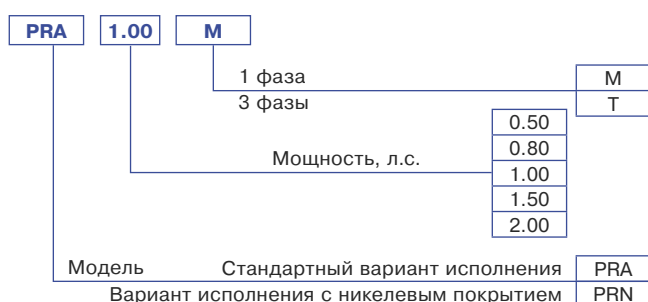 PRA 1.00 M
1 фаза M
3 фазы T
0.50
0.80
Мощность, л.с. 1.00
1.50
2.00
Модель Стандартный вариант исполнения PRA
Вариант исполнения с никелевым покрытием PRN